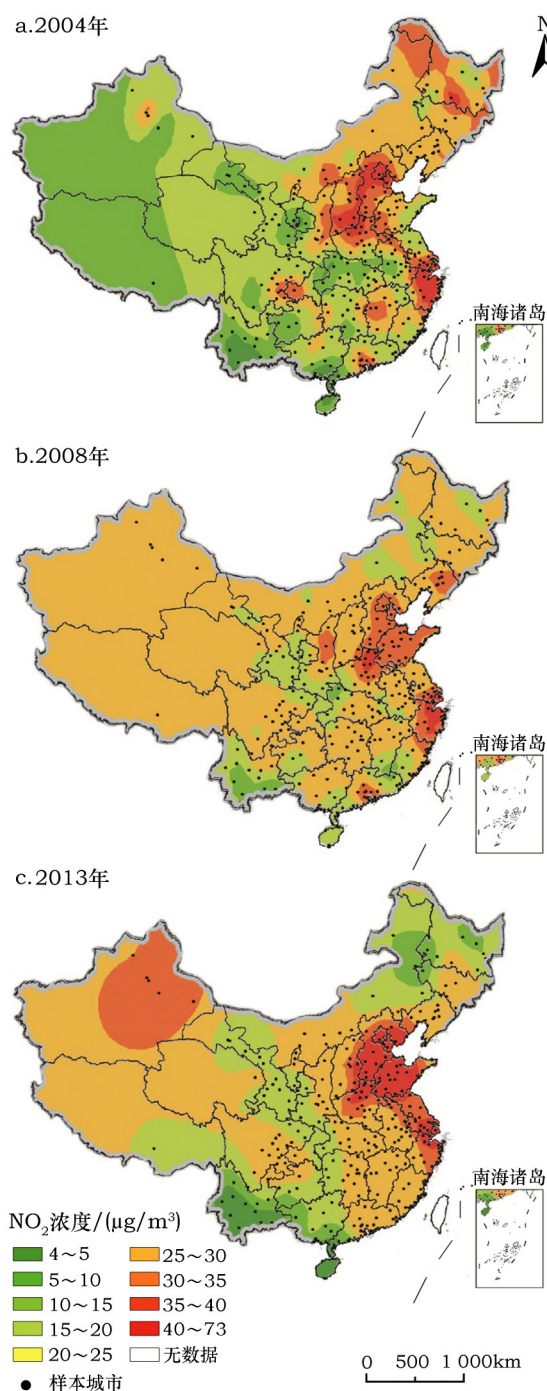 a.2004年
N
南海诸岛
b.2008年
南海诸岛
c.2013年
南海诸岛
NO₂浓度/(μg/m³)
4～5
25～30
5～10
30～35
10～15
35～40
15～20
40～73
20～25
无数据
样本城市
0 500 1 000km